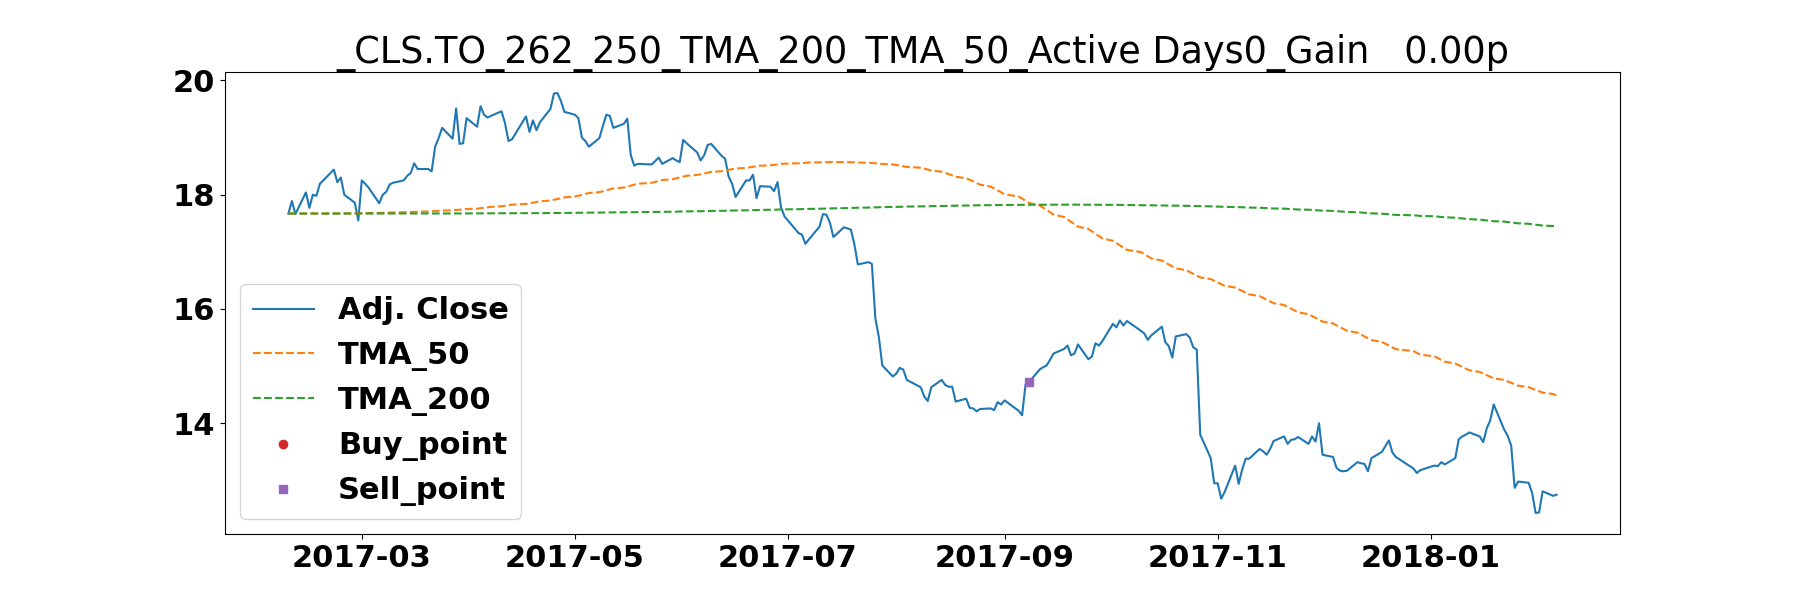 _CLS.TO_262_250_TMA_200_TMA_50_Active Days0_Gain   0.00p
20
18
16
14
Adj. Close
TMA_50
TMA_200
Buy_point
Sell_point
2017-03 2017-05 2017-07 2017-09 2017-11 2018-01